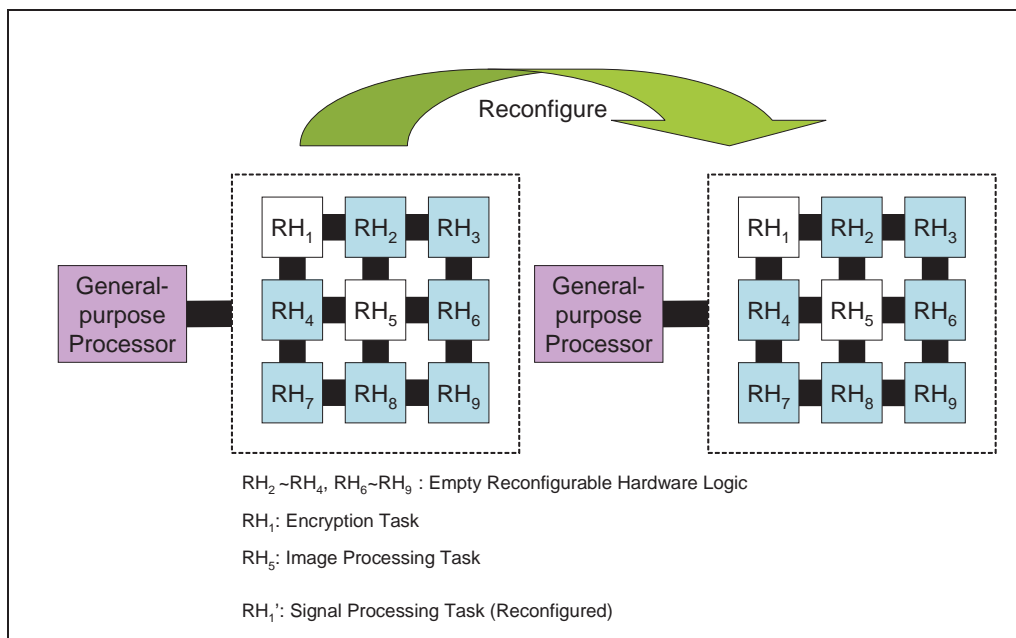 Reconfigure
RH1 RH2 RH3
RH4 RH5 RH6
RH7 RH8 RH9
General-
purpose
Processor
RH1 RH2 RH3
RH4 RH5 RH6
RH7 RH8 RH9
General-
purpose
Processor
RH2 ~RH4, RH6~RH9 : Empty Reconfigurable Hardware Logic
RH1: Encryption Task
RH5: Image Processing Task
RH1': Signal Processing Task (Reconfigured)